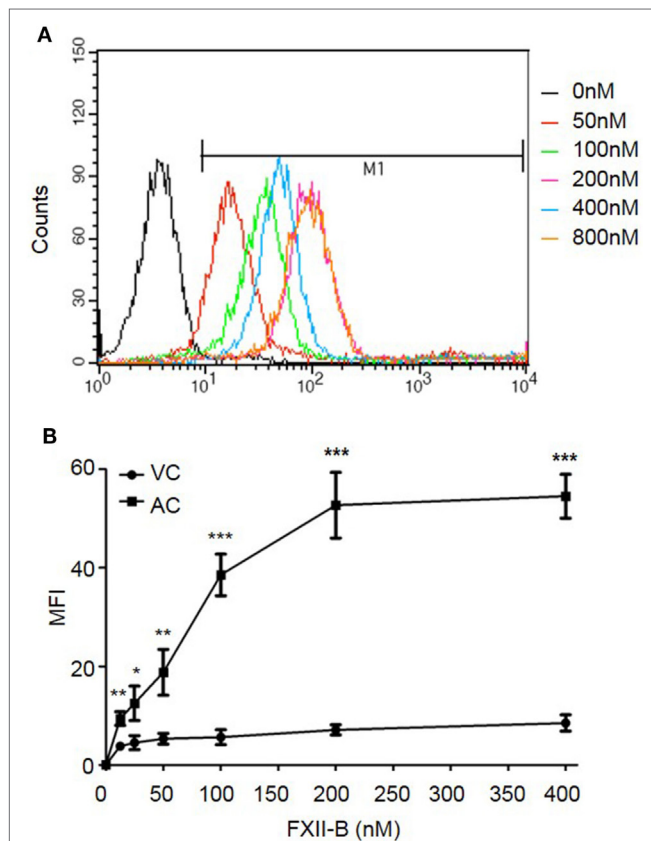 A
150
120
90
60
30
0
Counts
M1
10^0
10^1
10^2
10^3
10^4
0nM
50nM
100nM
200nM
400nM
800nM
B
VC
AC
60
40
20
0
MFI
**
*
**
***
***
***
0
50
100
150
200
250
300
350
400
FXII-B (nM)